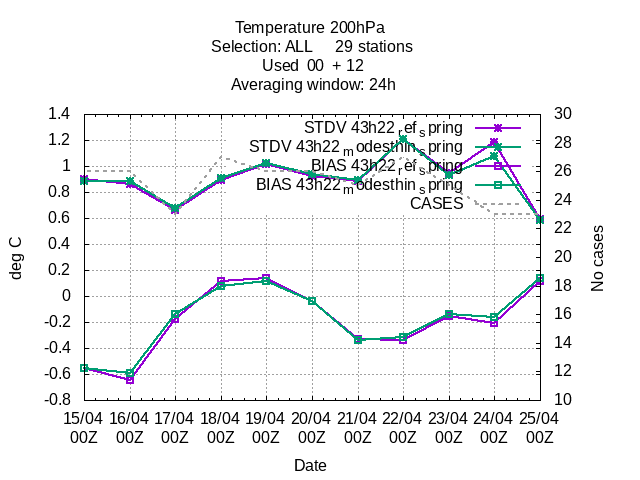 Temperature 200hPa
Selection: ALL 29 stations
Used 00 + 12
Averaging window: 24h
deg C
1.4
1.2
1
0.8
0.6
0.4
0.2
0
-0.2
-0.4
-0.6
-0.8
STDV 43h22_ref_spring
STDV 43h22_modesthin_spring
BIAS 43h22_ref_spring
BIAS 43h22_modesthin_spring
CASES
30
28
26
24
22
20
18
16
14
12
10
No cases
15/04 16/04 17/04 18/04 19/04 20/04 21/04 22/04 23/04 24/04 25/04
00Z 00Z 00Z 00Z 00Z 00Z 00Z 00Z 00Z 00Z 00Z
Date